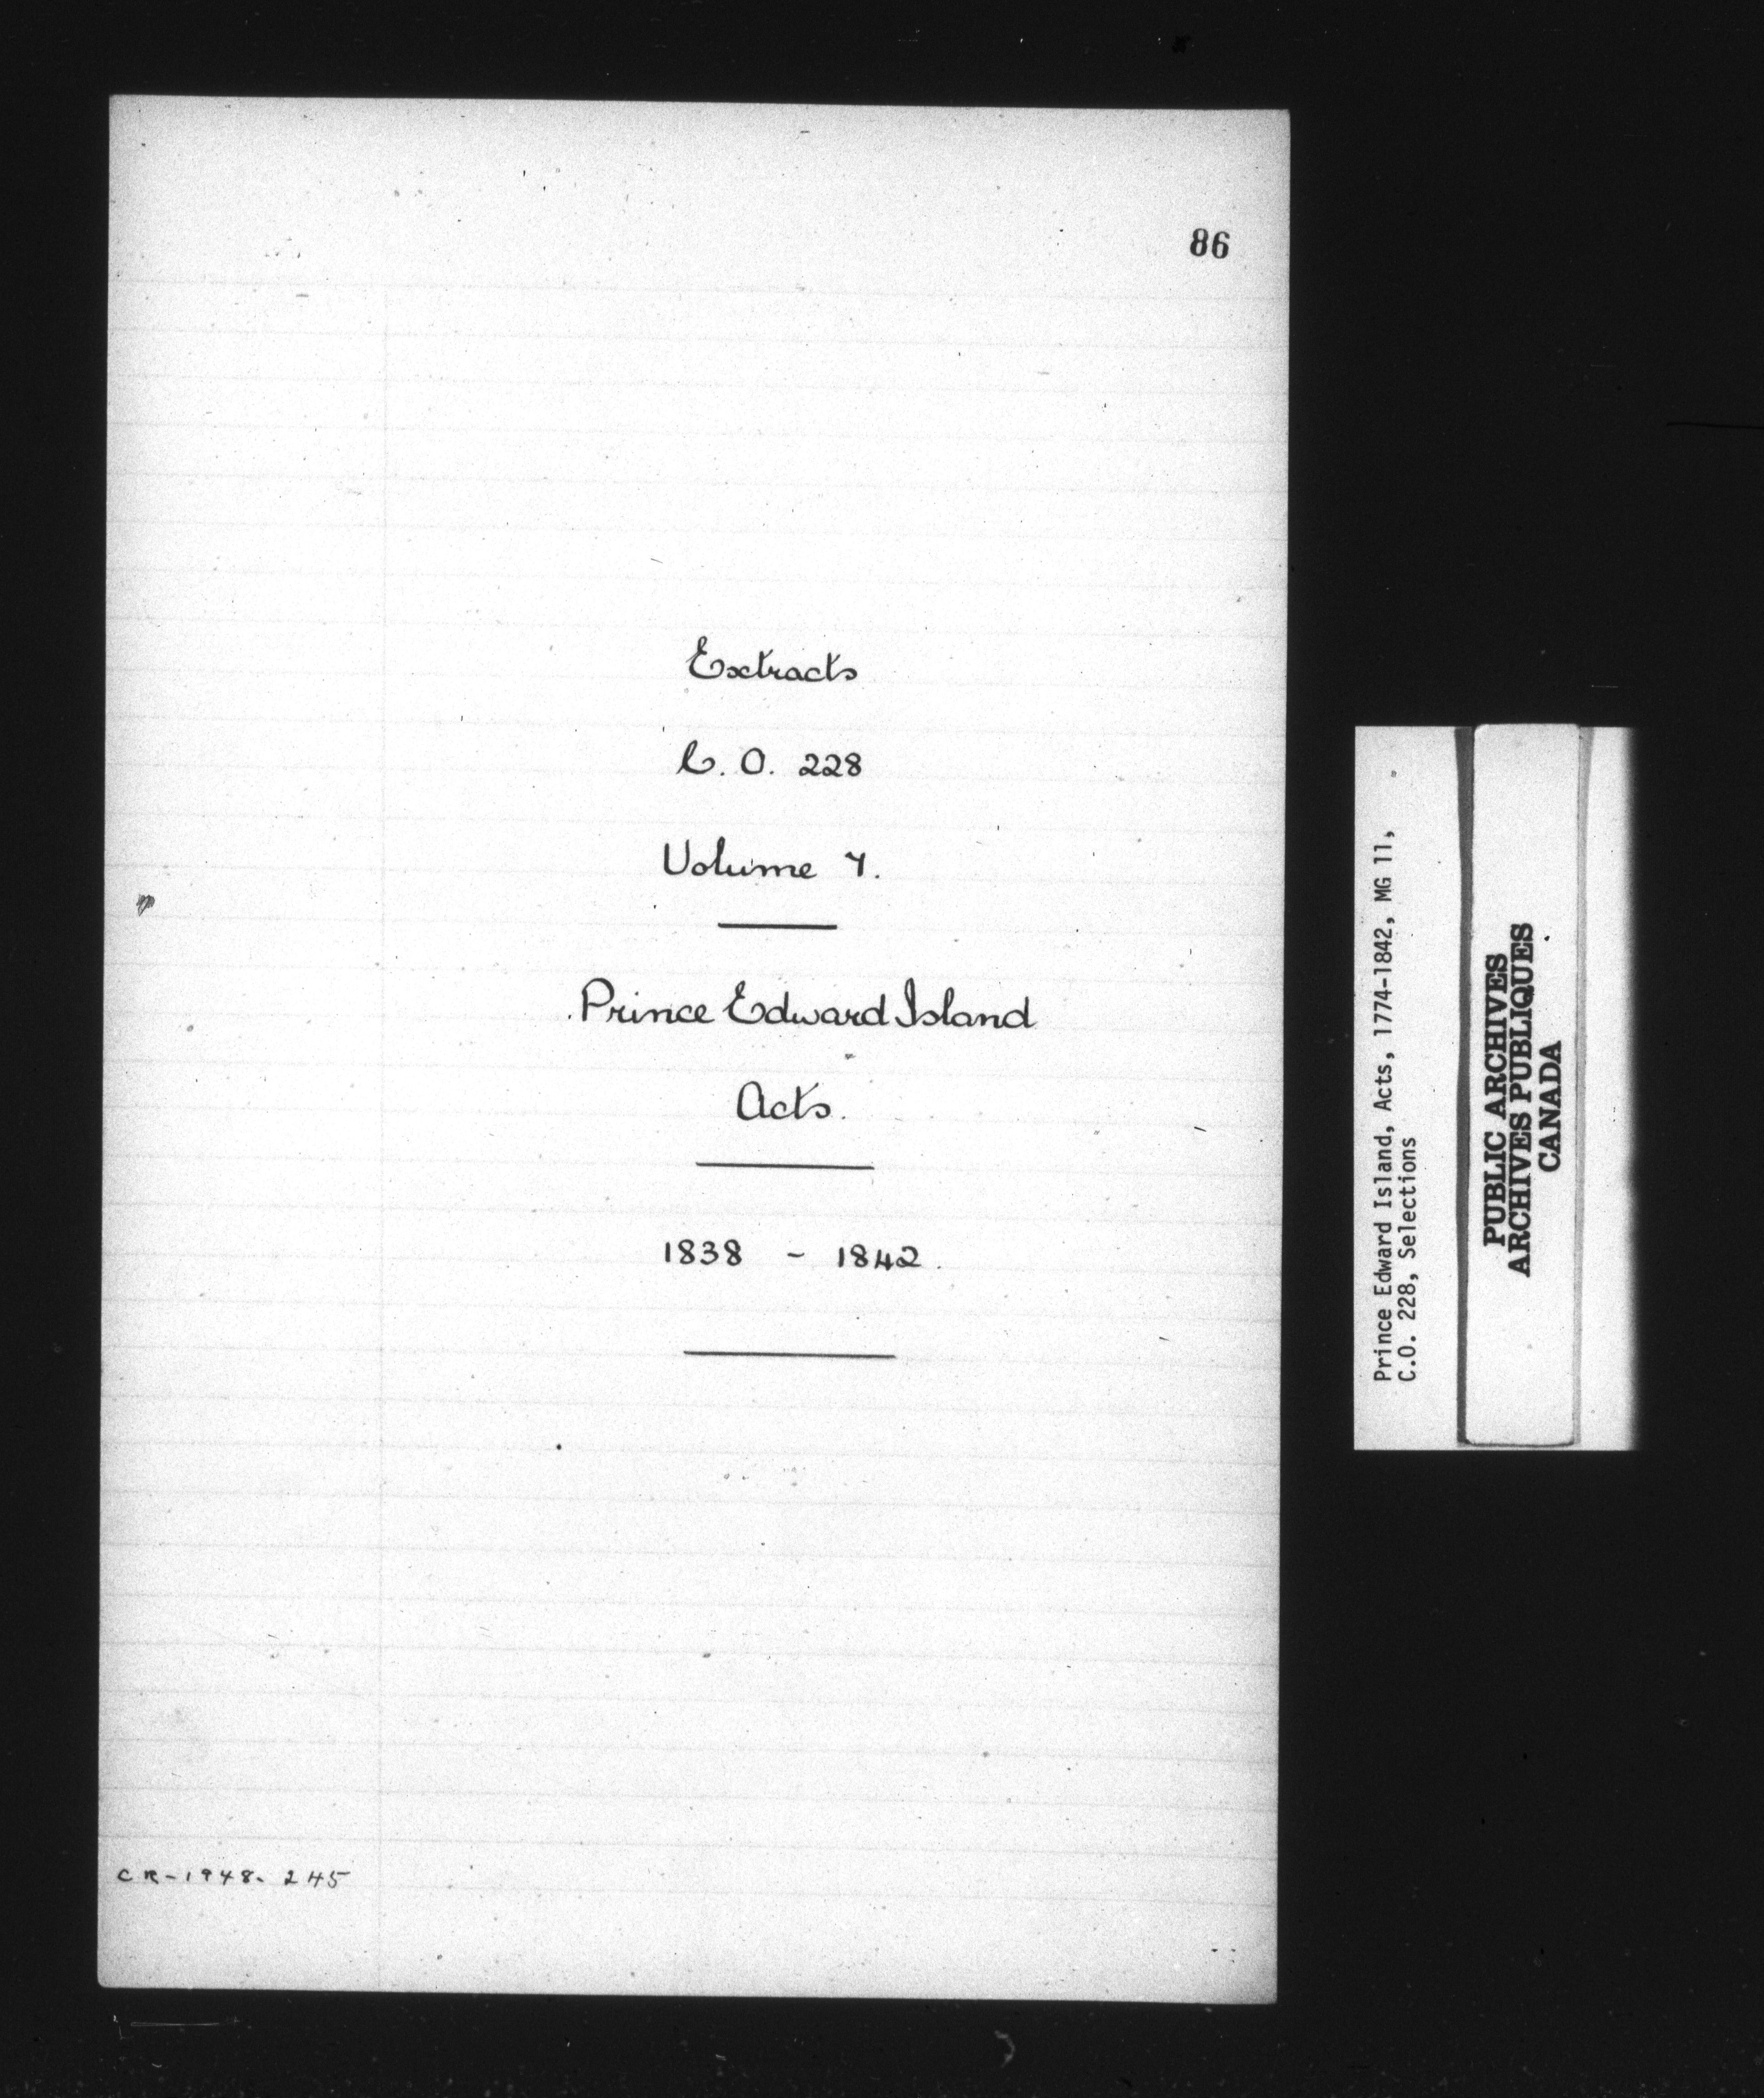 86
Extracts
C. O. 228
Volume 7.
Prince Edward Island
Acts.
1838 - 1842.
CR-1948-245
Prince Edward Island, Acts, 1774-1842, MG 11,
C.O. 228, Selections
PUBLIC ARCHIVES
ARCHIVES PUBLIQUES
CANADA